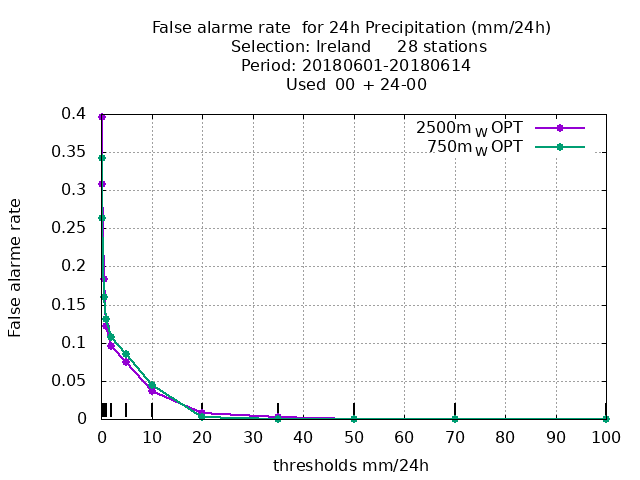 False alarme rate  for 24h Precipitation (mm/24h)
Selection: Ireland     28 stations
Period: 20180601-20180614
Used  00 + 24-00
2500m W OPT
750m W OPT
False alarme rate
0.4
0.35
0.3
0.25
0.2
0.15
0.1
0.05
0
0 10 20 30 40 50 60 70 80 90 100
thresholds mm/24h